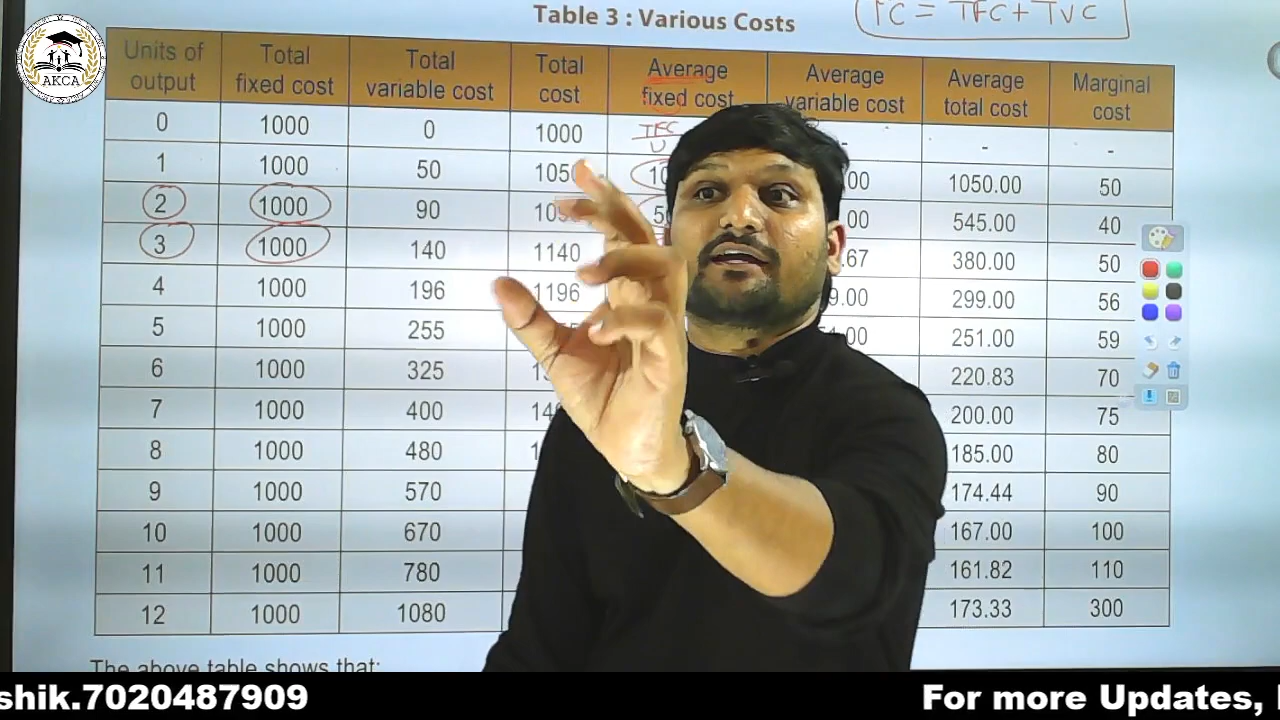 Table 3 : Various Costs
TC = TFC + TVC
AKCA
Units of output | Total fixed cost | Total variable cost | Total cost | Average fixed cost | Average variable cost | Average total cost | Marginal cost
0 | 1000 | 0 | 1000 | TFC U | - | - | -
1 | 1000 | 50 | 1050 | 1050.00 | 50
2 | 1000 | 90 | 545.00 | 40
3 | 1000 | 140 | 1140 | 380.00 | 50
4 | 1000 | 196 | 1196 | 299.00 | 56
5 | 1000 | 255 | 251.00 | 59
6 | 1000 | 325 | 220.83 | 70
7 | 1000 | 400 | 200.00 | 75
8 | 1000 | 480 | 185.00 | 80
9 | 1000 | 570 | 174.44 | 90
10 | 1000 | 670 | 167.00 | 100
11 | 1000 | 780 | 161.82 | 110
12 | 1000 | 1080 | 173.33 | 300
The above table shows that:
shik.7020487909 For more Updates,